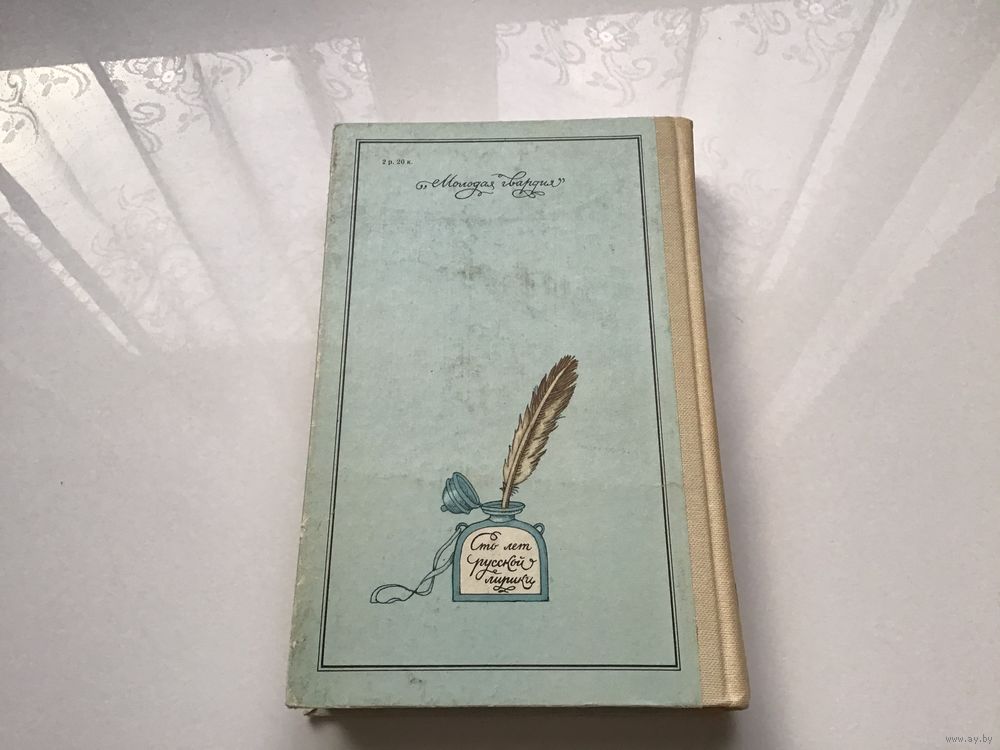 2 р. 20 к.
„Молодая гвардия”
Сто лет
русской
лирики
www.ay.by